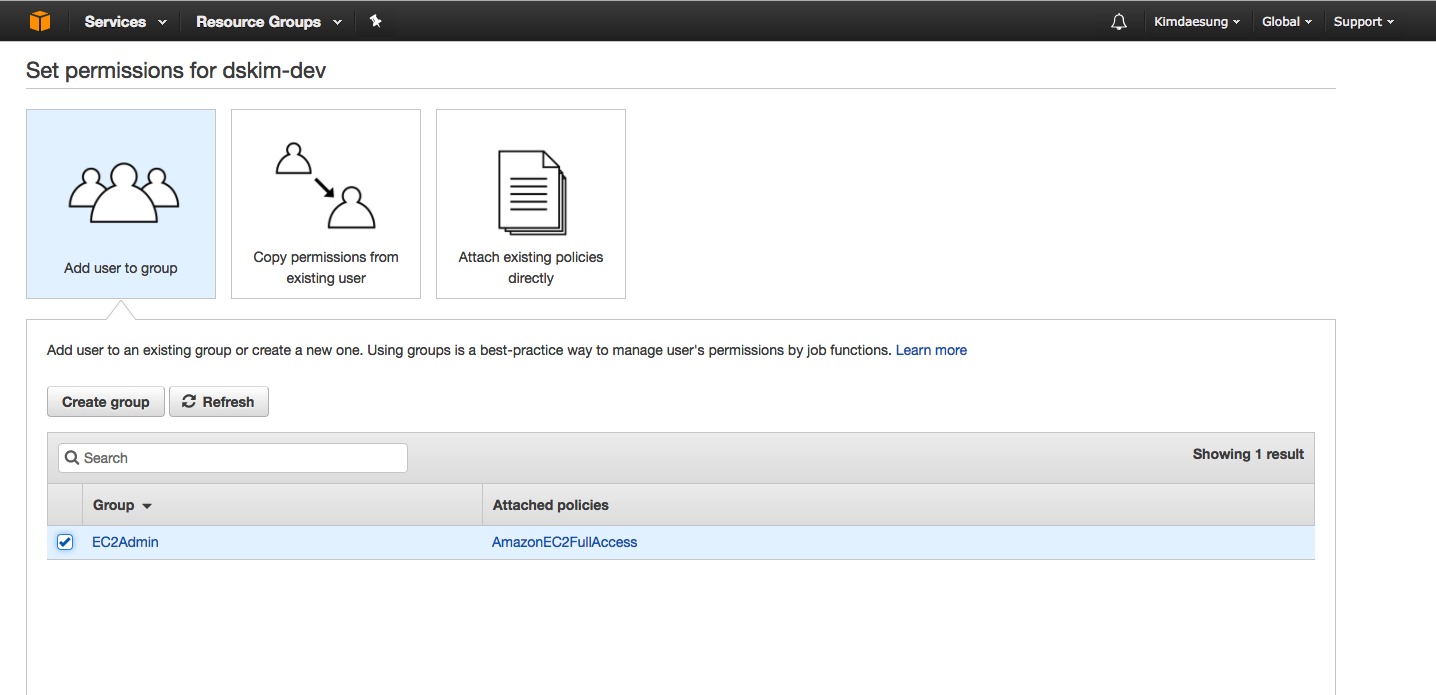 Services Resource Groups Kimdaesung Global Support
Set permissions for dskim-dev
Add user to group
Copy permissions from
existing user
Attach existing policies
directly
Add user to an existing group or create a new one. Using groups is a best-practice way to manage user's permissions by job functions. Learn more
Create group Refresh
Search Showing 1 result
Group Attached policies
EC2Admin AmazonEC2FullAccess